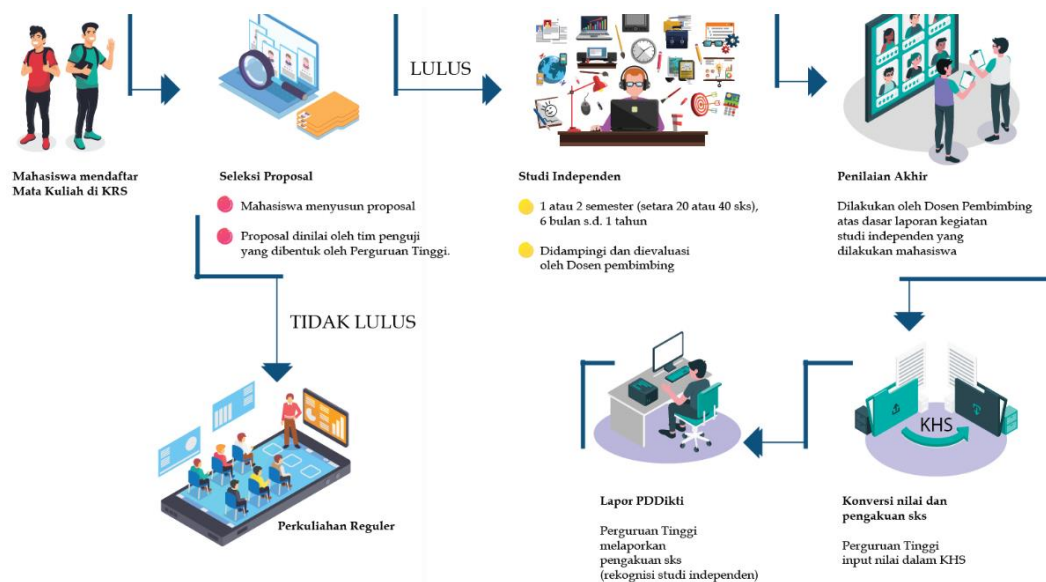 LULUS
Mahasiswa mendaftar
Mata Kuliah di KRS
Seleksi Proposal
Mahasiswa menyusun proposal
Proposal dinilai oleh tim penguji
yang dibentuk oleh Perguruan Tinggi.
Studi Independen
1 atau 2 semester (setara 20 atau 40 sks),
6 bulan s.d. 1 tahun
Didampingi dan dievaluasi
oleh Dosen pembimbing
Penilaian Akhir
Dilakukan oleh Dosen Pembimbing
atas dasar laporan kegiatan
studi independen yang
dilakukan mahasiswa
TIDAK LULUS
Perkuliahan Reguler
KHS
Konversi nilai dan
pengakuan sks
Perguruan Tinggi
input nilai dalam KHS
Lapor PDDikti
Perguruan Tinggi
melaporkan
pengakuan sks
(rekognisi studi independen)